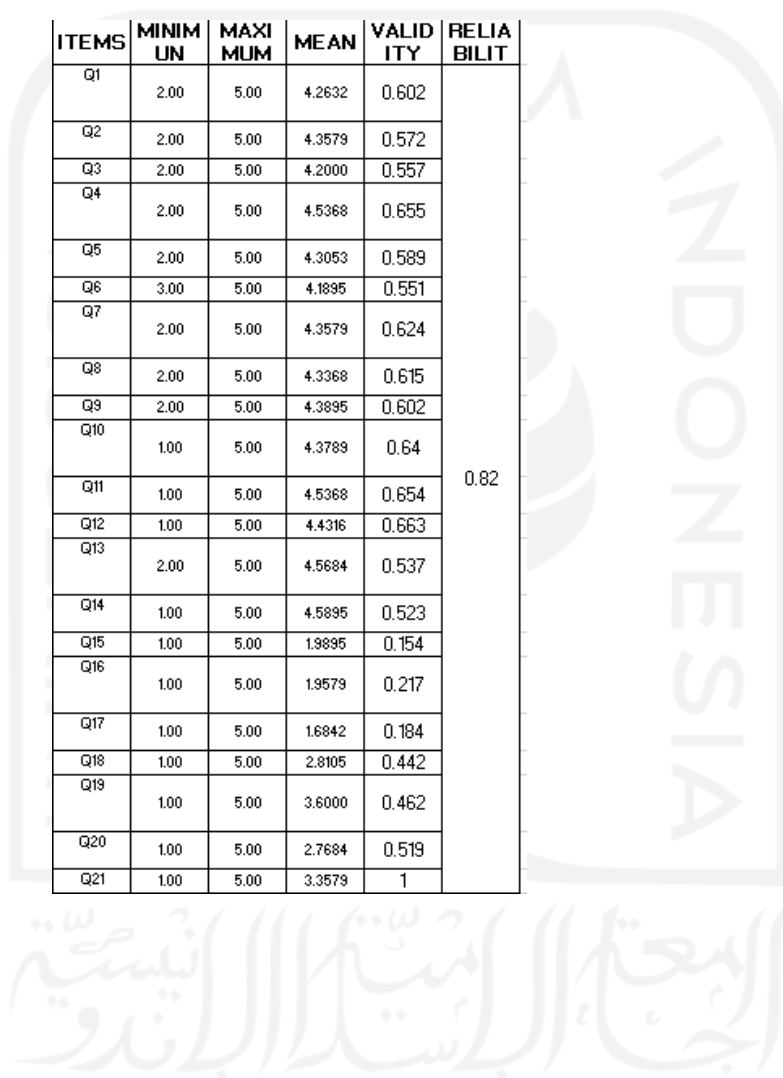 ITEMS MINIMUN MAXIMUM MEAN VALIDITY RELIABILIT
Q1 2.00 5.00 4.2632 0.602
Q2 2.00 5.00 4.3579 0.572
Q3 2.00 5.00 4.2000 0.557
Q4 2.00 5.00 4.5368 0.655
Q5 2.00 5.00 4.3053 0.589
Q6 3.00 5.00 4.1895 0.551
Q7 2.00 5.00 4.3579 0.624
Q8 2.00 5.00 4.3368 0.615
Q9 2.00 5.00 4.3895 0.602
Q10 1.00 5.00 4.3789 0.64
0.82
Q11 1.00 5.00 4.5368 0.654
Q12 1.00 5.00 4.4316 0.663
Q13 2.00 5.00 4.5684 0.537
Q14 1.00 5.00 4.5895 0.523
Q15 1.00 5.00 1.9895 0.154
Q16 1.00 5.00 1.9579 0.217
Q17 1.00 5.00 1.6842 0.184
Q18 1.00 5.00 2.8105 0.442
Q19 1.00 5.00 3.6000 0.462
Q20 1.00 5.00 2.7684 0.519
Q21 1.00 5.00 3.3579 1
INDONESIA